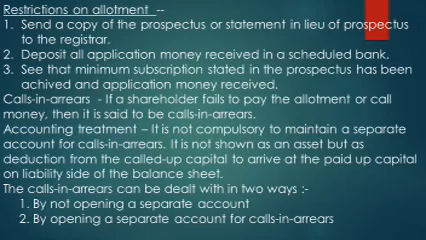 Restrictions on allotment --
1. Send a copy of the prospectus or statement in lieu of prospectus
to the registrar.
2. Deposit all application money received in a scheduled bank.
3. See that minimum subscription stated in the prospectus has been
achived and application money received.
Calls-in-arrears - If a shareholder fails to pay the allotment or call
money, then it is said to be calls-in-arrears.
Accounting treatment – It is not compulsory to maintain a separate
account for calls-in-arrears. It is not shown as an asset but as
deduction from the called-up capital to arrive at the paid up capital
on liability side of the balance sheet.
The calls-in-arrears can be dealt with in two ways :-
1. By not opening a separate account
2. By opening a separate account for calls-in-arrears